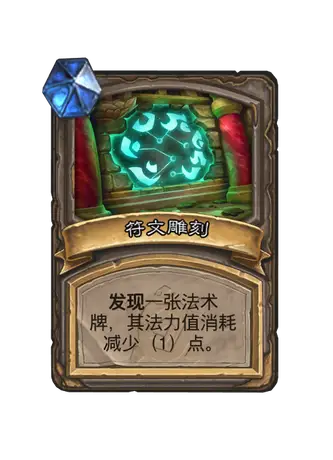 符文雕刻
发现一张法术
牌，其法力值消耗
减少（1）点。